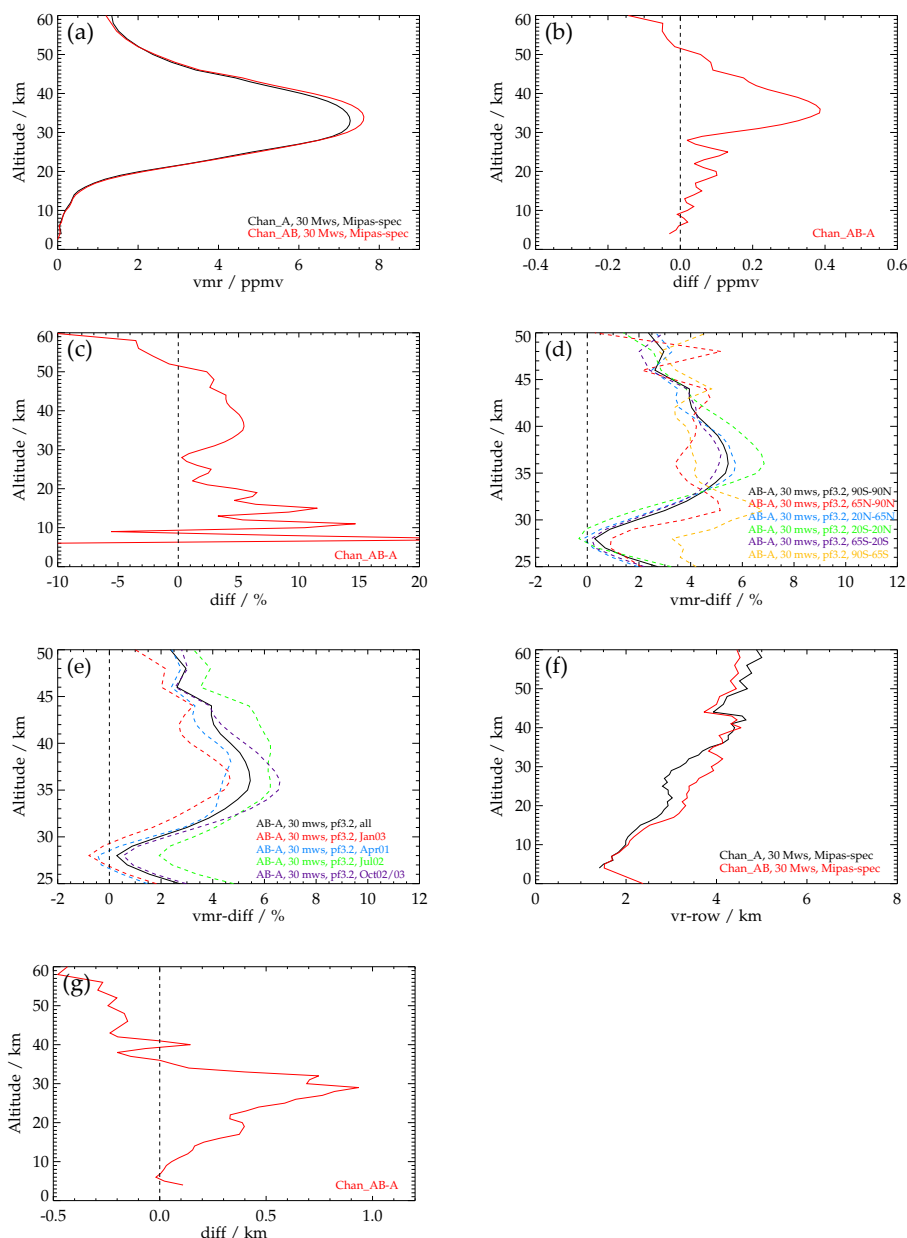 (a)
60
50
40
30
20
10
0
Altitude / km
Chan_A, 30 Mws, Mipas-spec
Chan_AB, 30 Mws, Mipas-spec
0 2 4 6 8
vmr / ppmv
(b)
60
50
40
30
20
10
0
Altitude / km
Chan_AB-A
-0.4 -0.2 0.0 0.2 0.4 0.6
diff / ppmv
(c)
60
50
40
30
20
10
0
Altitude / km
Chan_AB-A
-10 -5 0 5 10 15 20
diff / %
(d)
50
45
40
35
30
25
Altitude / km
AB-A, 30 mws, pf3.2, 90S-90N
AB-A, 30 mws, pf3.2, 65N-90N
AB-A, 30 mws, pf3.2, 20N-65N
AB-A, 30 mws, pf3.2, 20S-20N
AB-A, 30 mws, pf3.2, 65S-20S
AB-A, 30 mws, pf3.2, 90S-65S
-2 0 2 4 6 8 10 12
vmr-diff / %
(e)
50
45
40
35
30
25
Altitude / km
AB-A, 30 mws, pf3.2, all
AB-A, 30 mws, pf3.2, Jan03
AB-A, 30 mws, pf3.2, Apr01
AB-A, 30 mws, pf3.2, Jul02
AB-A, 30 mws, pf3.2, Oct02/03
-2 0 2 4 6 8 10 12
vmr-diff / %
(f)
60
50
40
30
20
10
0
Altitude / km
Chan_A, 30 Mws, Mipas-spec
Chan_AB, 30 Mws, Mipas-spec
0 2 4 6 8
vr-row / km
(g)
60
50
40
30
20
10
0
Altitude / km
Chan_AB-A
-0.5 0.0 0.5 1.0
diff / km